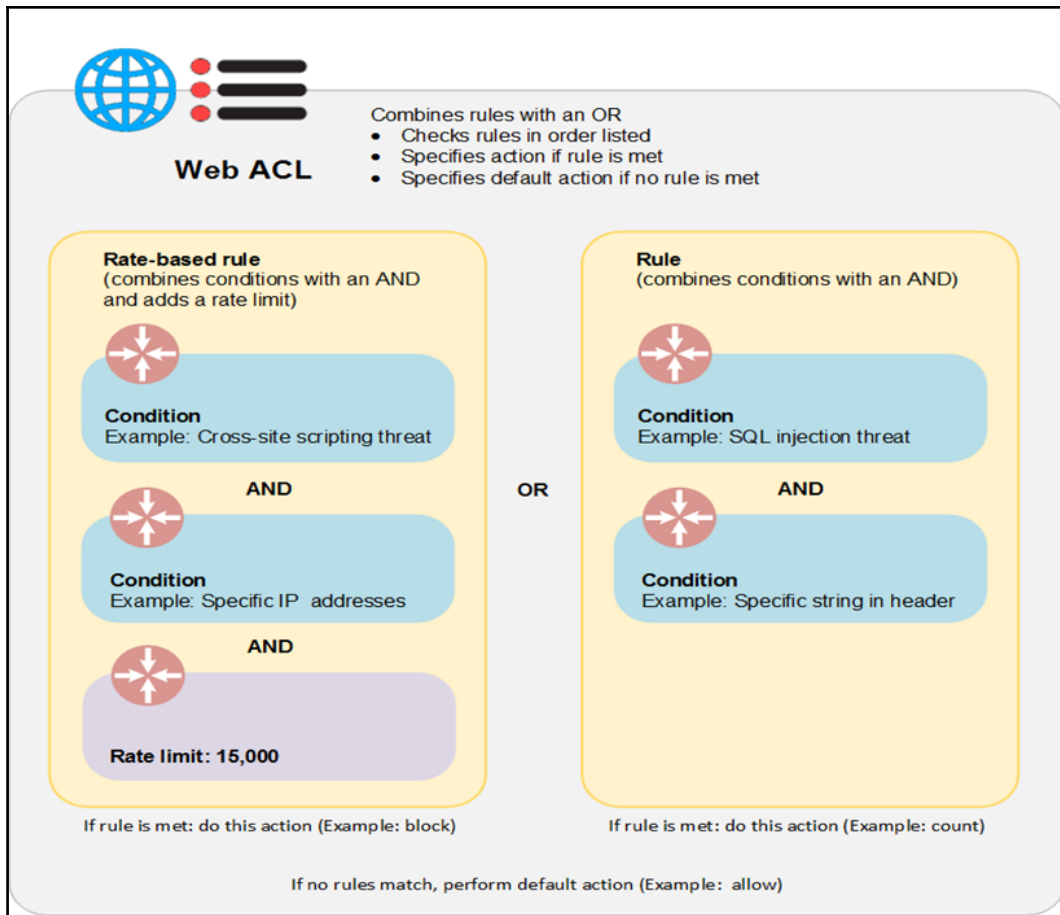 Web ACL
Combines rules with an OR
• Checks rules in order listed
• Specifies action if rule is met
• Specifies default action if no rule is met
Rate-based rule
(combines conditions with an AND
and adds a rate limit)
Condition
Example: Cross-site scripting threat
AND
Condition
Example: Specific IP addresses
AND
Rate limit: 15,000
If rule is met: do this action (Example: block)
OR
Rule
(combines conditions with an AND)
Condition
Example: SQL injection threat
AND
Condition
Example: Specific string in header
If rule is met: do this action (Example: count)
If no rules match, perform default action (Example: allow)